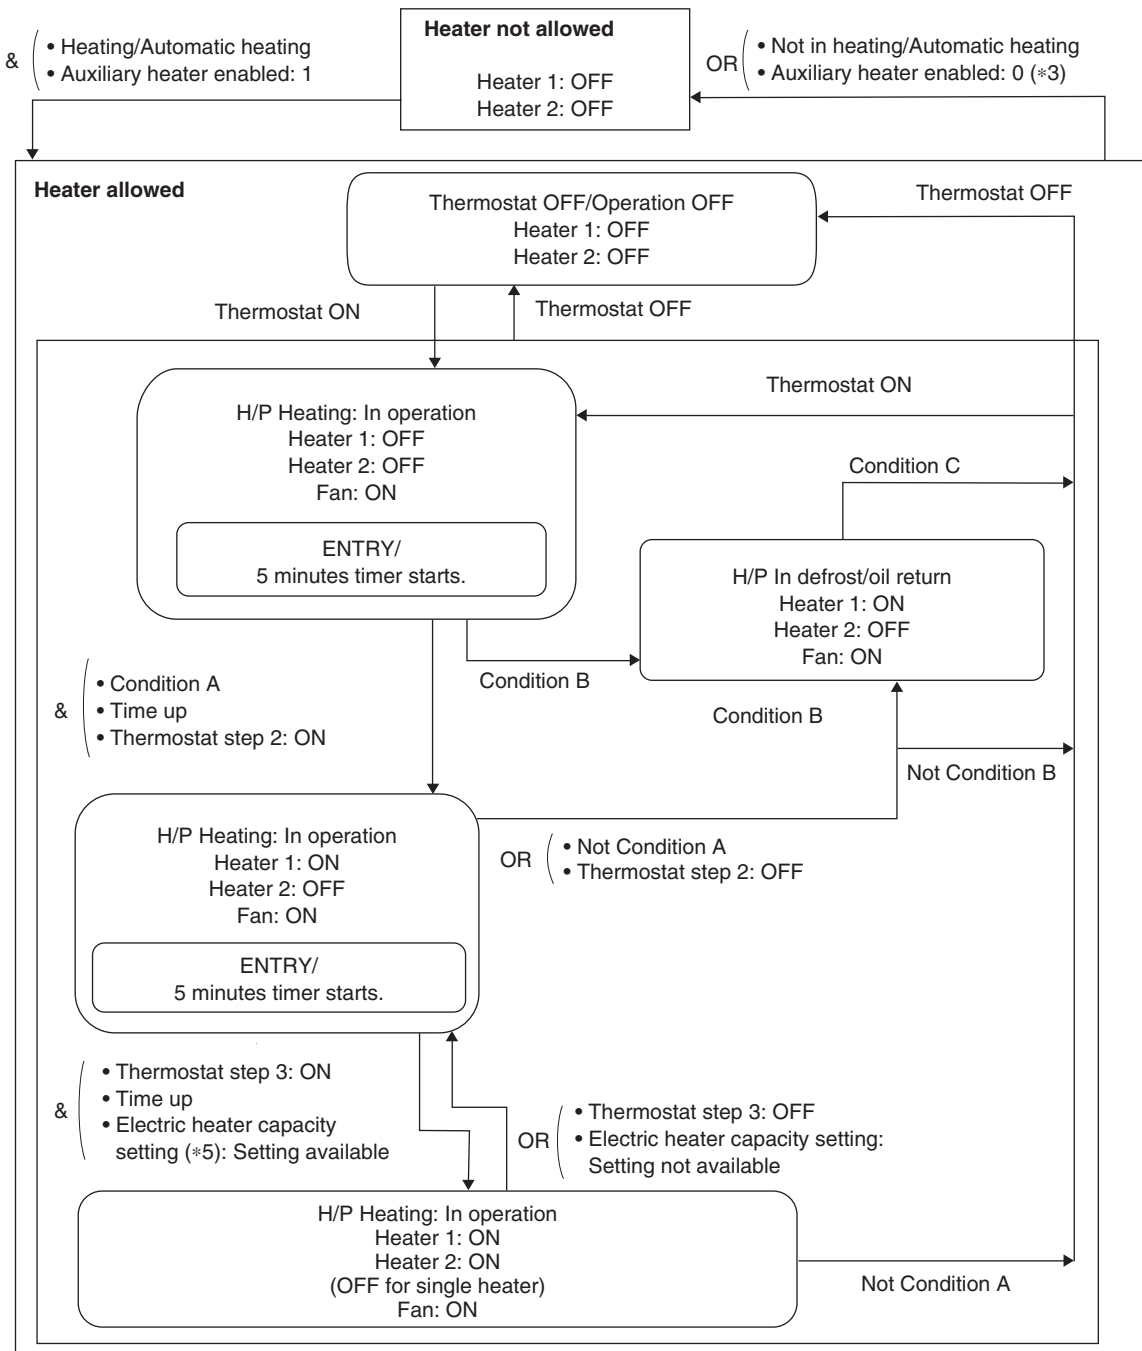 Heater not allowed
Heater 1: OFF
Heater 2: OFF
&
• Heating/Automatic heating
• Auxiliary heater enabled: 1
OR
• Not in heating/Automatic heating
• Auxiliary heater enabled: 0 (*3)
Heater allowed
Thermostat OFF/Operation OFF
Heater 1: OFF
Heater 2: OFF
Thermostat OFF
Thermostat ON
Thermostat OFF
Thermostat ON
H/P Heating: In operation
Heater 1: OFF
Heater 2: OFF
Fan: ON
ENTRY/
5 minutes timer starts.
Condition C
H/P In defrost/oil return
Heater 1: ON
Heater 2: OFF
Fan: ON
Condition B
&
• Condition A
• Time up
• Thermostat step 2: ON
Condition B
Not Condition B
H/P Heating: In operation
Heater 1: ON
Heater 2: OFF
Fan: ON
ENTRY/
5 minutes timer starts.
OR
• Not Condition A
• Thermostat step 2: OFF
&
• Thermostat step 3: ON
• Time up
• Electric heater capacity
setting (*5): Setting available
OR
• Thermostat step 3: OFF
• Electric heater capacity setting:
Setting not available
H/P Heating: In operation
Heater 1: ON
Heater 2: ON
(OFF for single heater)
Fan: ON
Not Condition A